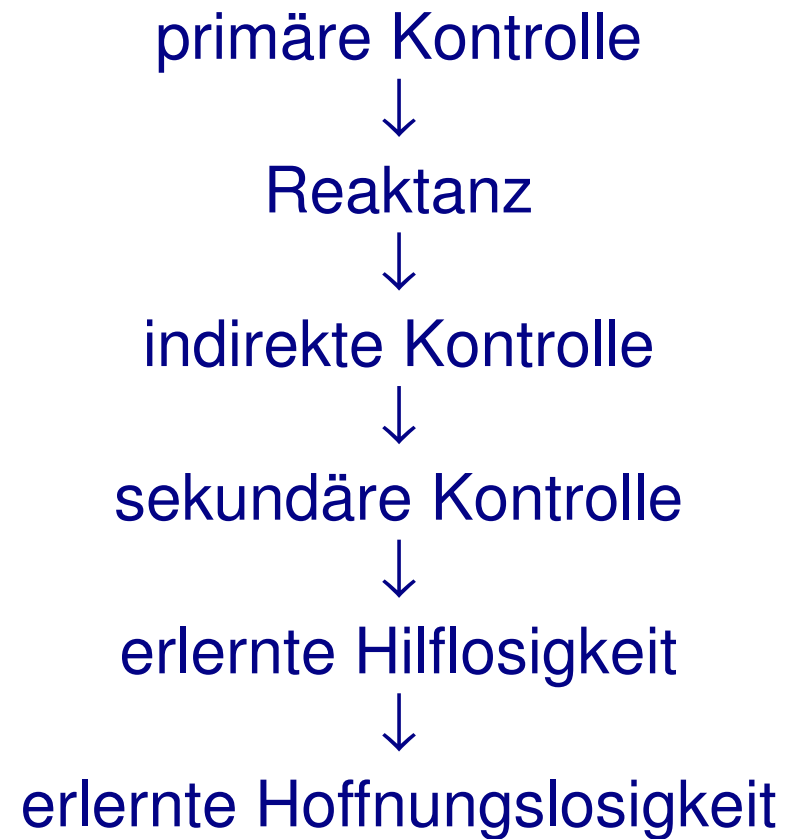 primäre Kontrolle
↓
Reaktanz
↓
indirekte Kontrolle
↓
sekundäre Kontrolle
↓
erlernte Hilflosigkeit
↓
erlernte Hoffnungslosigkeit